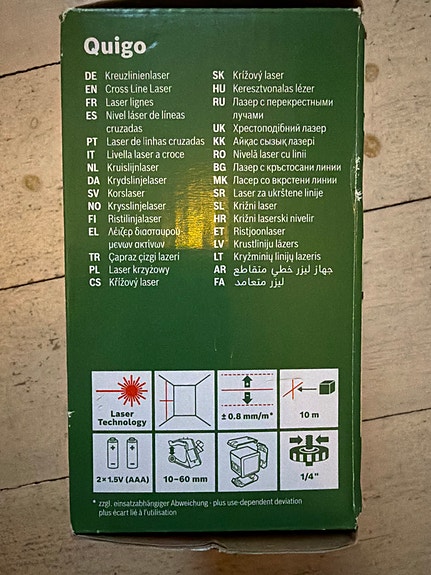 Quigo
DE Kreuzlinienlaser
EN Cross Line Laser
FR Laser lignes
ES Nivel láser de líneas
cruzadas
PT Laser de linhas cruzadas
IT Livella laser a croce
NL Kruislijnlaser
DA Krydslinjelaser
SV Korslaser
NO Krysslinjelaser
FI Ristilinjalaser
EL Λέιζερ διασταυρού-
μενων ακτίνων
TR Çapraz çizgi lazeri
PL Laser krzyżowy
CS Křížový laser
SK Krížový laser
HU Keresztvonalas lézer
RU Лазер с перекрестными
лучами
UK Хрестоподібний лазер
KK Айқас сызық лазері
RO Nivelă laser cu linii
BG Лазер с кръстосани линии
MK Ласер со вкрстени линии
SR Laser za ukrštene linije
SL Križni laser
HR Križni laserski nivelir
ET Ristjoonlaser
LV Krustliniju lāzers
LT Kryžminių linijų lazeris
AR جهاز ليزر خطي متقاطع
FA ليزر متعامد
Laser
Technology
± 0.8 mm/m*
10 m
2 × 1.5V (AAA)
10–60 mm
1/4"
* zzgl. einsatzabhängiger Abweichung · plus use-dependent deviation
plus écart lié à l'utilisation